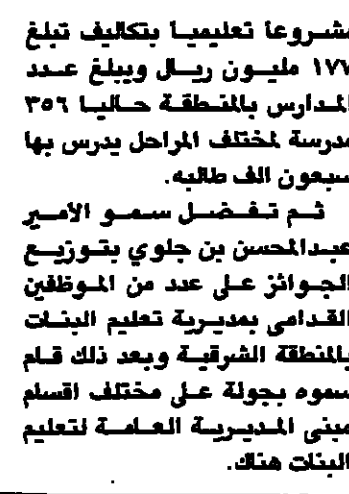 مشروعا تعليميا بتكاليف تبلغ
١٧٧ مليون ريال ويبلغ عدد
المدارس بالمنطقة حاليا ٣٥٦
مدرسة لمختلف المراحل يدرس بها
سبعون الف طالبه.
ثم تفضل سمو الأمير
عبدالمحسن بن جلوي بتوزيع
الجوائز على عدد من الموظفين
القدامى بمديرية تعليم البنات
بالمنطقة الشرقية وبعد ذلك قام
سموه بجولة على مختلف اقسام
مبنى المديرية العامة لتعليم
البنات هناك.